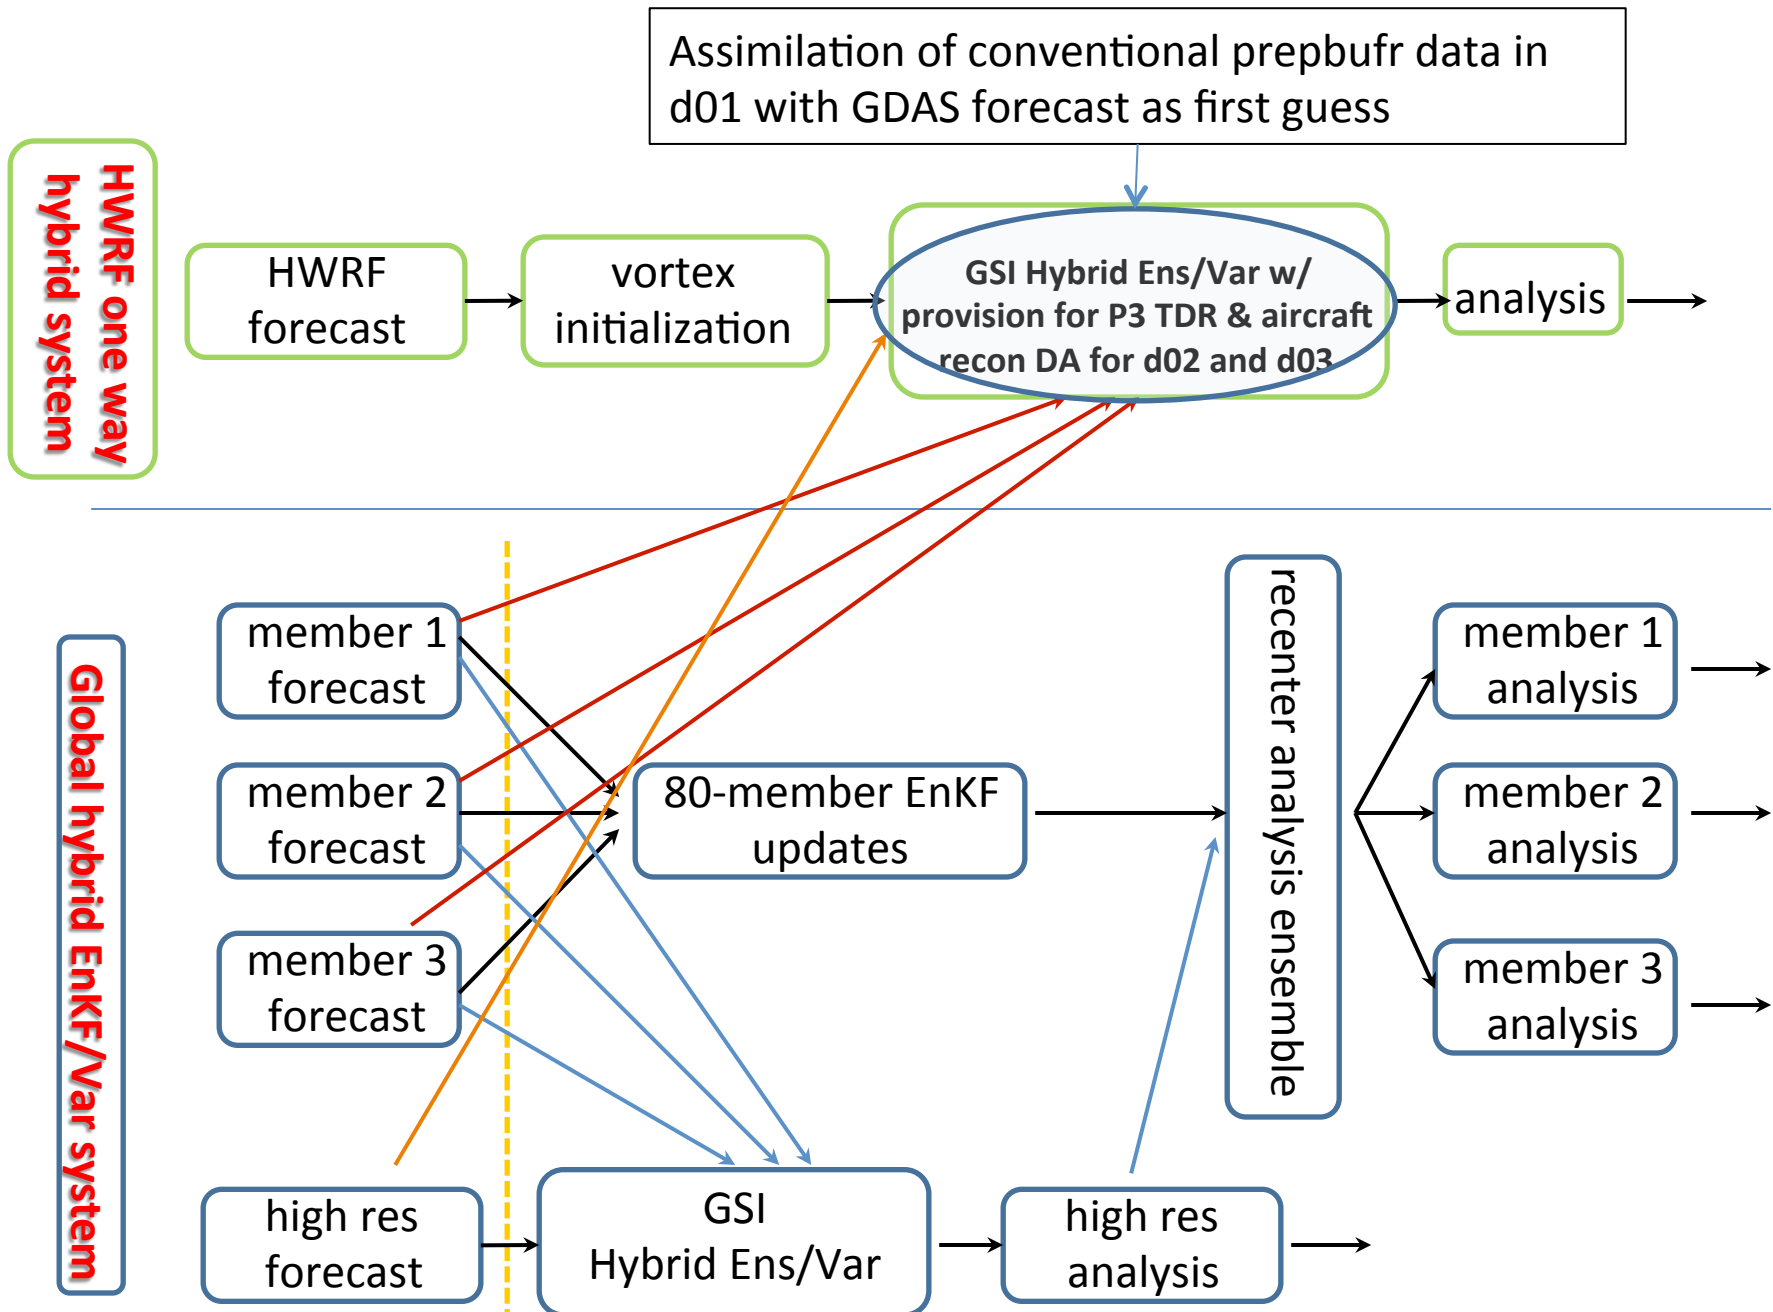 Assimilation of conventional prepbufr data in
d01 with GDAS forecast as first guess
HWRF one way
hybrid system
HWRF
forecast
vortex
initialization
GSI Hybrid Ens/Var w/
provision for P3 TDR & aircraft
recon DA for d02 and d03
analysis
Global hybrid EnKF/Var system
member 1
forecast
member 2
forecast
member 3
forecast
80-member EnKF
updates
recenter analysis ensemble
member 1
analysis
member 2
analysis
member 3
analysis
high res
forecast
GSI
Hybrid Ens/Var
high res
analysis